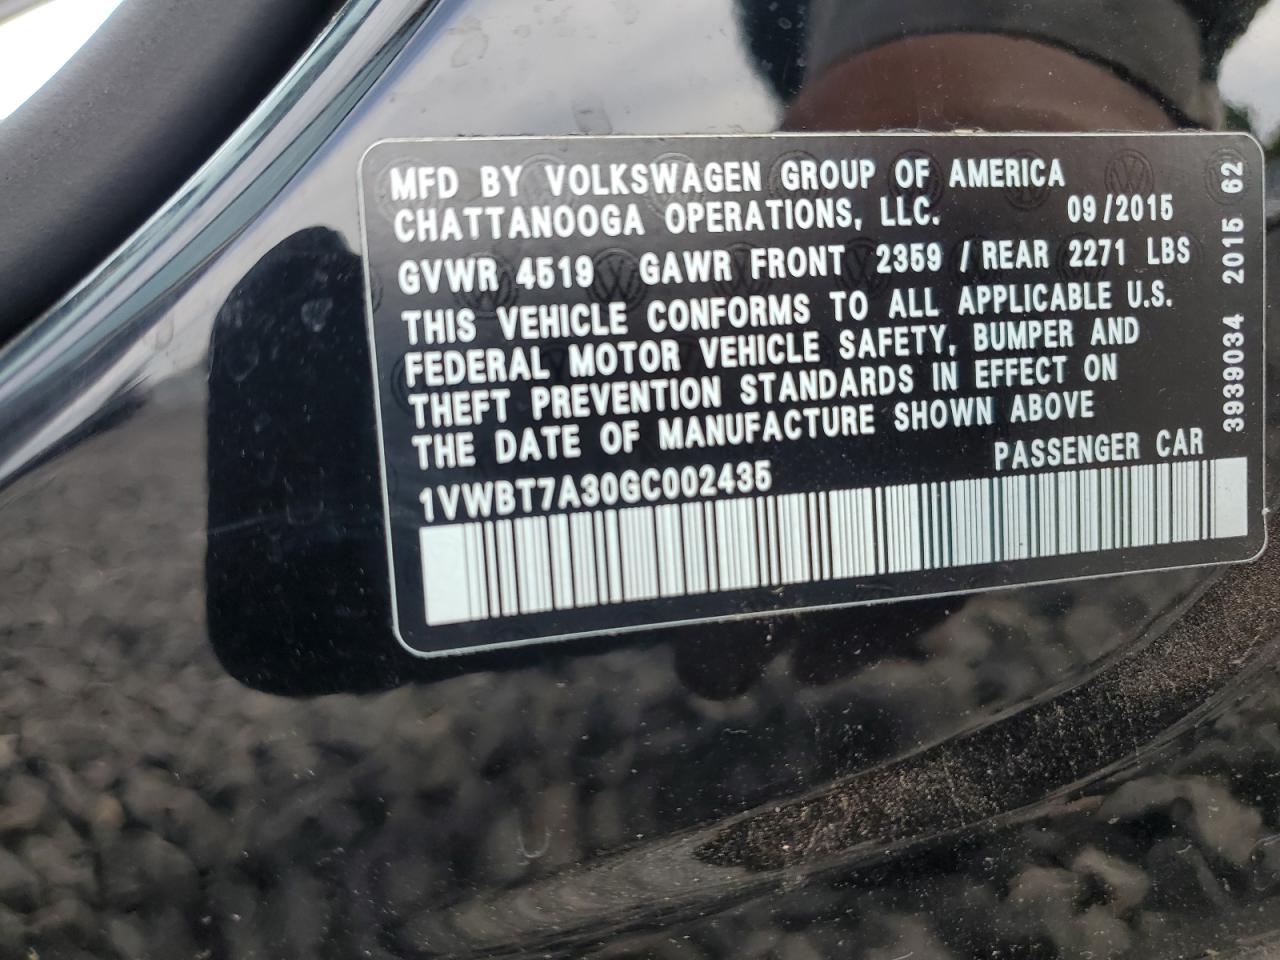 MFD BY VOLKSWAGEN GROUP OF AMERICA
CHATTANOOGA OPERATIONS, LLC. 09/2015
GVWR 4519 GAWR FRONT 2359 / REAR 2271 LBS
THIS VEHICLE CONFORMS TO ALL APPLICABLE U.S.
FEDERAL MOTOR VEHICLE SAFETY, BUMPER AND
THEFT PREVENTION STANDARDS IN EFFECT ON
THE DATE OF MANUFACTURE SHOWN ABOVE
PASSENGER CAR
1VWBT7A30GC002435
3939034 2015 62